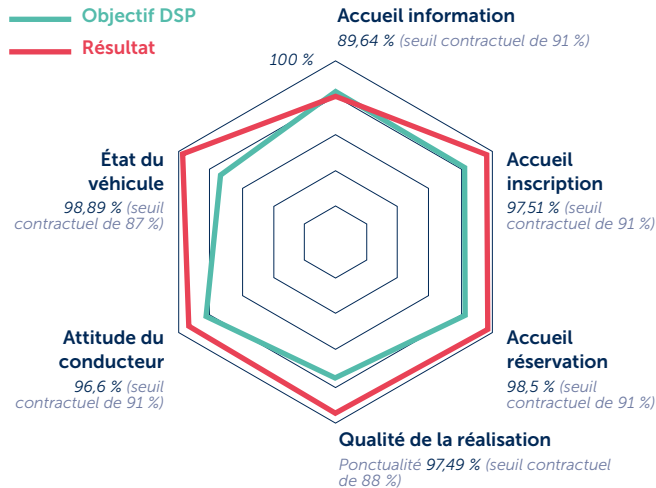 Objectif DSP
Résultat
Accueil information
89,64 % (seuil contractuel de 91 %)
100 %
État du
véhicule
98,89 % (seuil
contractuel de 87 %)
Accueil
inscription
97,51 % (seuil
contractuel de 91 %)
Attitude du
conducteur
96,6 % (seuil
contractuel de 91 %)
Accueil
réservation
98,5 % (seuil
contractuel de 91 %)
Qualité de la réalisation
Ponctualité 97,49 % (seuil contractuel
de 88 %)